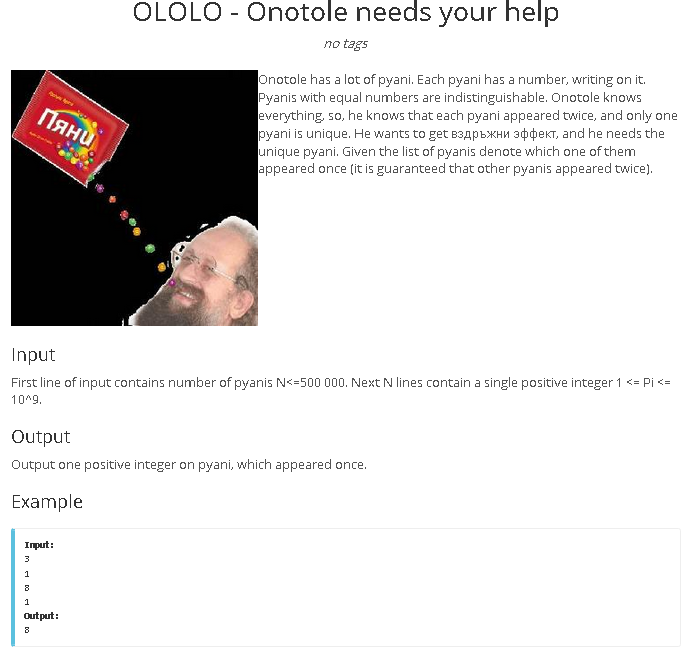 OLOLO - Onotole needs your help
no tags
Пяни
Onotole has a lot of pyani. Each pyani has a number, writing on it.
Pyanis with equal numbers are indistinguishable. Onotole knows
everything, so, he knows that each pyani appeared twice, and only one
pyani is unique. He wants to get вздръжни эффект, and he needs the
unique pyani. Given the list of pyanis denote which one of them
appeared once (it is guaranteed that other pyanis appeared twice).
Input
First line of input contains number of pyanis N<=500 000. Next N lines contain a single positive integer 1 <= Pi <=
10^9.
Output
Output one positive integer on pyani, which appeared once.
Example
Input:
3
1
8
1
Output:
8